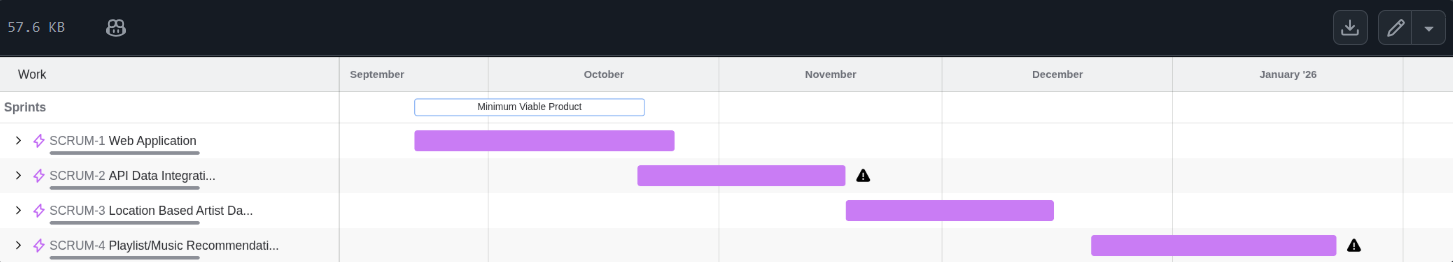 57.6 KB
Work September October November December January '26
Sprints Minimum Viable Product
SCRUM-1 Web Application
SCRUM-2 API Data Integrati...
SCRUM-3 Location Based Artist Da...
SCRUM-4 Playlist/Music Recommendati...